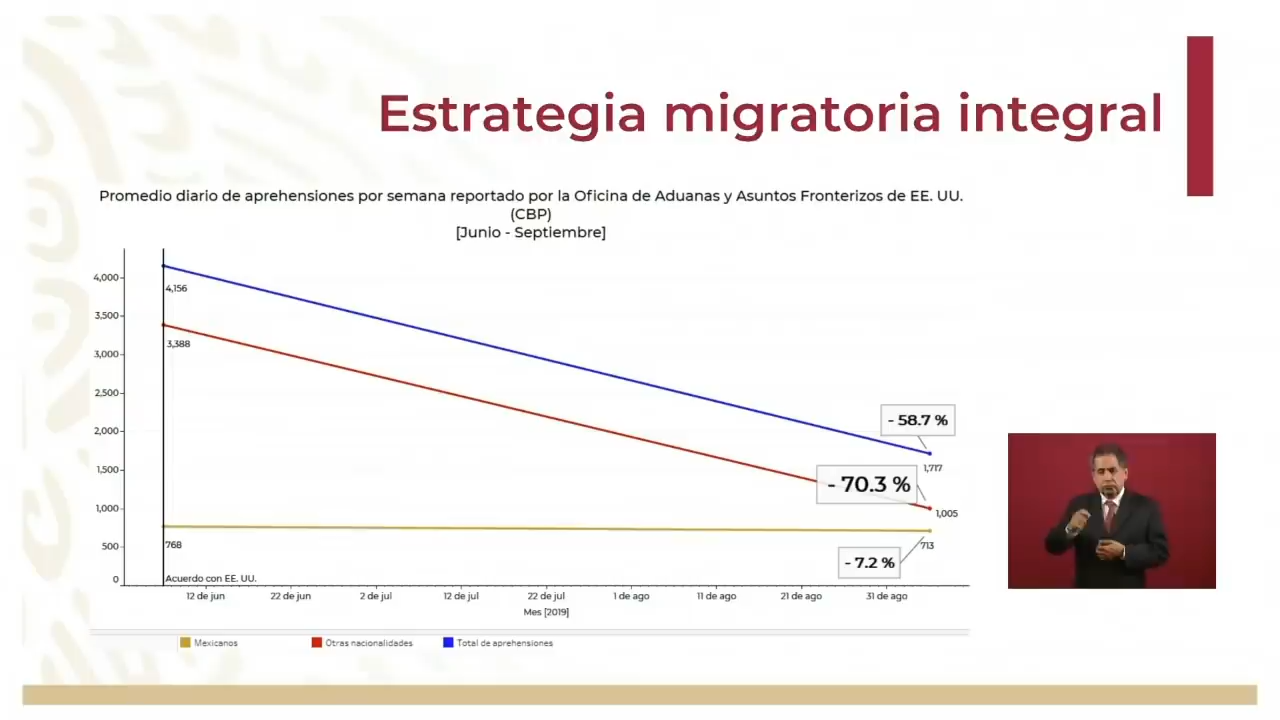 Estrategia migratoria integral
Promedio diario de aprehensiones por semana reportado por la Oficina de Aduanas y Asuntos Fronterizos de EE. UU.
(CBP)
[Junio - Septiembre]
4,000
3,500
3,000
2,500
2,000
1,500
1,000
500
0
4,156
3,388
768
Acuerdo con EE. UU.
- 58.7 %
1,717
- 70.3 %
1,005
713
- 7.2 %
12 de jun
22 de jun
2 de jul
12 de jul
22 de jul
1 de ago
11 de ago
21 de ago
31 de ago
Mes [2019]
Mexicanos
Otras nacionalidades
Total de aprehensiones